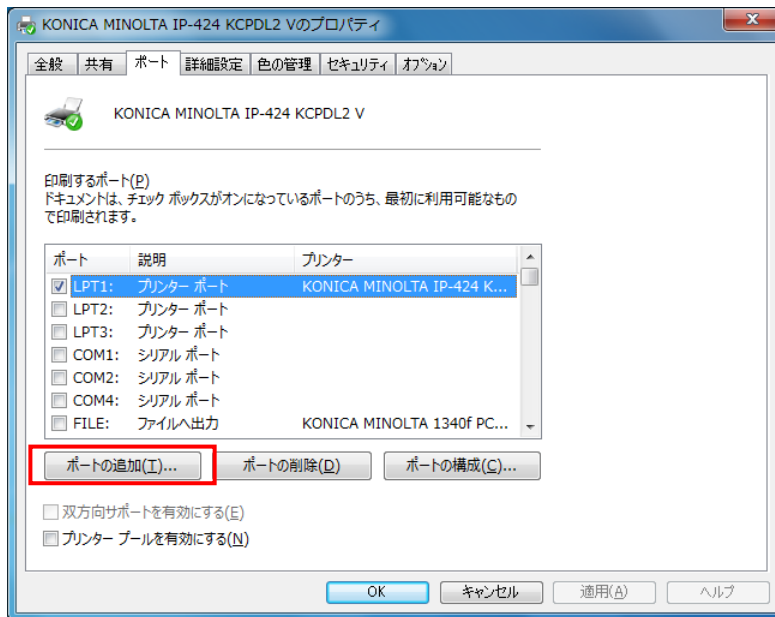 KONICA MINOLTA IP-424 KCPDL2 Vのプロパティ
全般 共有 ポート 詳細設定 色の管理 セキュリティ オプション
KONICA MINOLTA IP-424 KCPDL2 V
印刷するポート(P)
ドキュメントは、チェック ボックスがオンになっているポートのうち、最初に利用可能なもの
で印刷されます。
ポート 説明 プリンター
LPT1: プリンター ポート KONICA MINOLTA IP-424 K...
LPT2: プリンター ポート
LPT3: プリンター ポート
COM1: シリアル ポート
COM2: シリアル ポート
COM4: シリアル ポート
FILE: ファイルへ出力 KONICA MINOLTA 1340f PC...
ポートの追加(T)... ポートの削除(D) ポートの構成(C)...
双方向サポートを有効にする(E)
プリンター プールを有効にする(N)
OK キャンセル 適用(A) ヘルプ